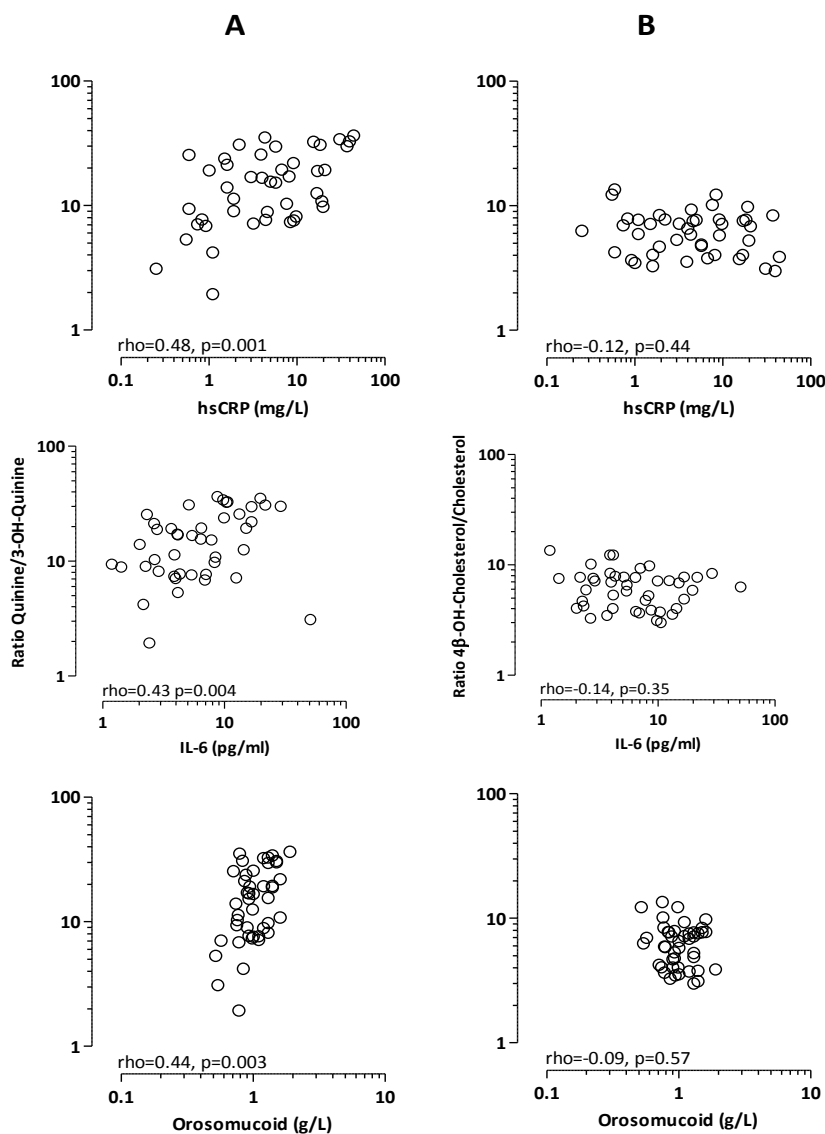 A
B
100
10
1
rho=0.48, p=0.001
0.1 1 10 100
hsCRP (mg/L)
100
10
1
rho=-0.12, p=0.44
0.1 1 10 100
hsCRP (mg/L)
Ratio Quinine/3-OH-Quinine
100
10
1
rho=0.43 p=0.004
1 10 100
IL-6 (pg/ml)
Ratio 4β-OH-Cholesterol/Cholesterol
100
10
1
rho=-0.14, p=0.35
1 10 100
IL-6 (pg/ml)
100
10
1
rho=0.44, p=0.003
0.1 1 10
Orosomucoid (g/L)
100
10
1
rho=-0.09, p=0.57
0.1 1 10
Orosomucoid (g/L)